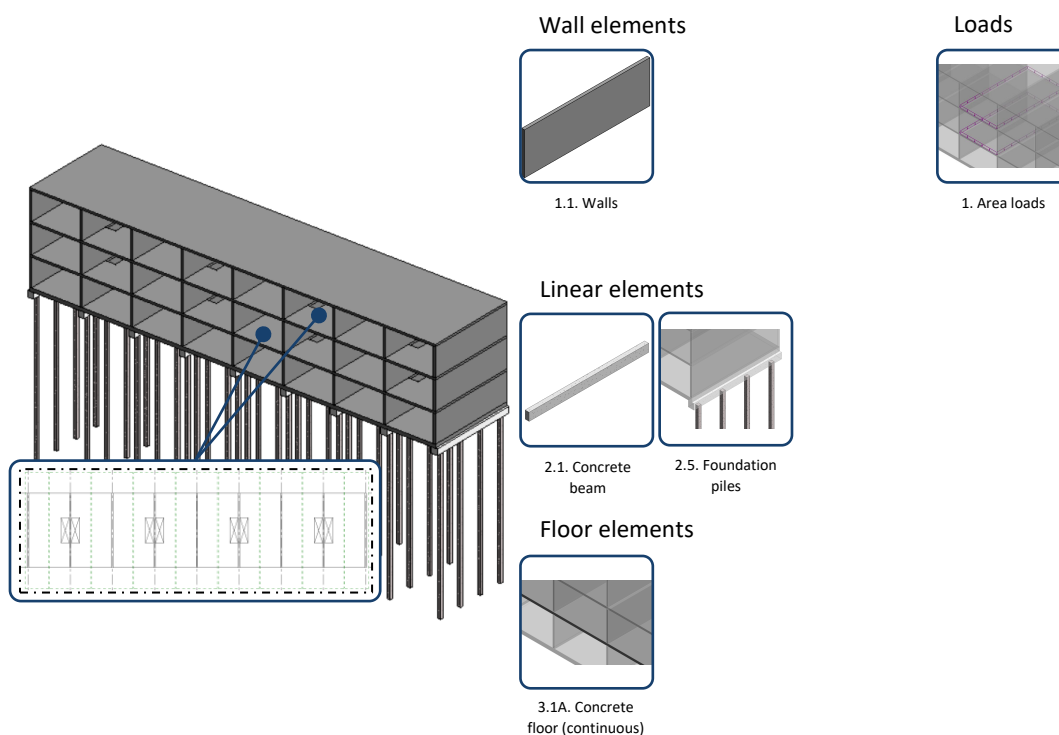 Wall elements
Loads
1.1. Walls
1. Area loads
Linear elements
2.1. Concrete
beam
2.5. Foundation
piles
Floor elements
3.1A. Concrete
floor (continuous)